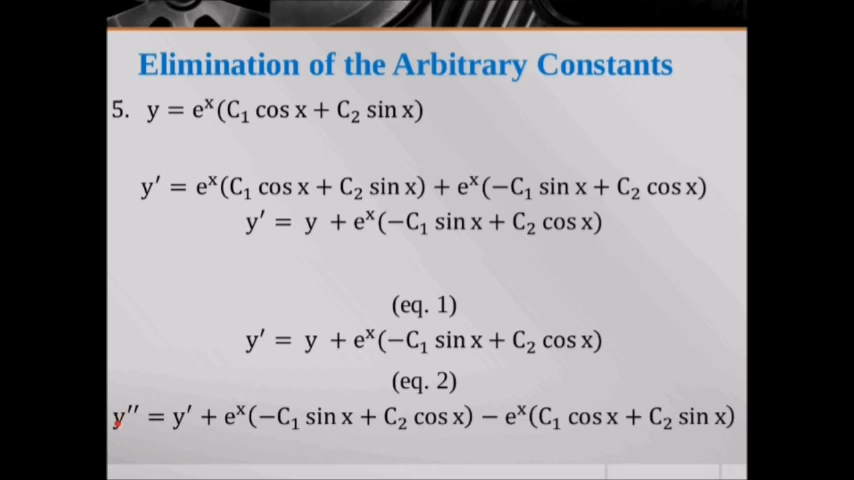 Elimination of the Arbitrary Constants
5. y = eˣ(C₁ cos x + C₂ sin x)
y′ = eˣ(C₁ cos x + C₂ sin x) + eˣ(−C₁ sin x + C₂ cos x)
y′ = y + eˣ(−C₁ sin x + C₂ cos x)
(eq. 1)
y′ = y + eˣ(−C₁ sin x + C₂ cos x)
(eq. 2)
y′′ = y′ + eˣ(−C₁ sin x + C₂ cos x) − eˣ(C₁ cos x + C₂ sin x)